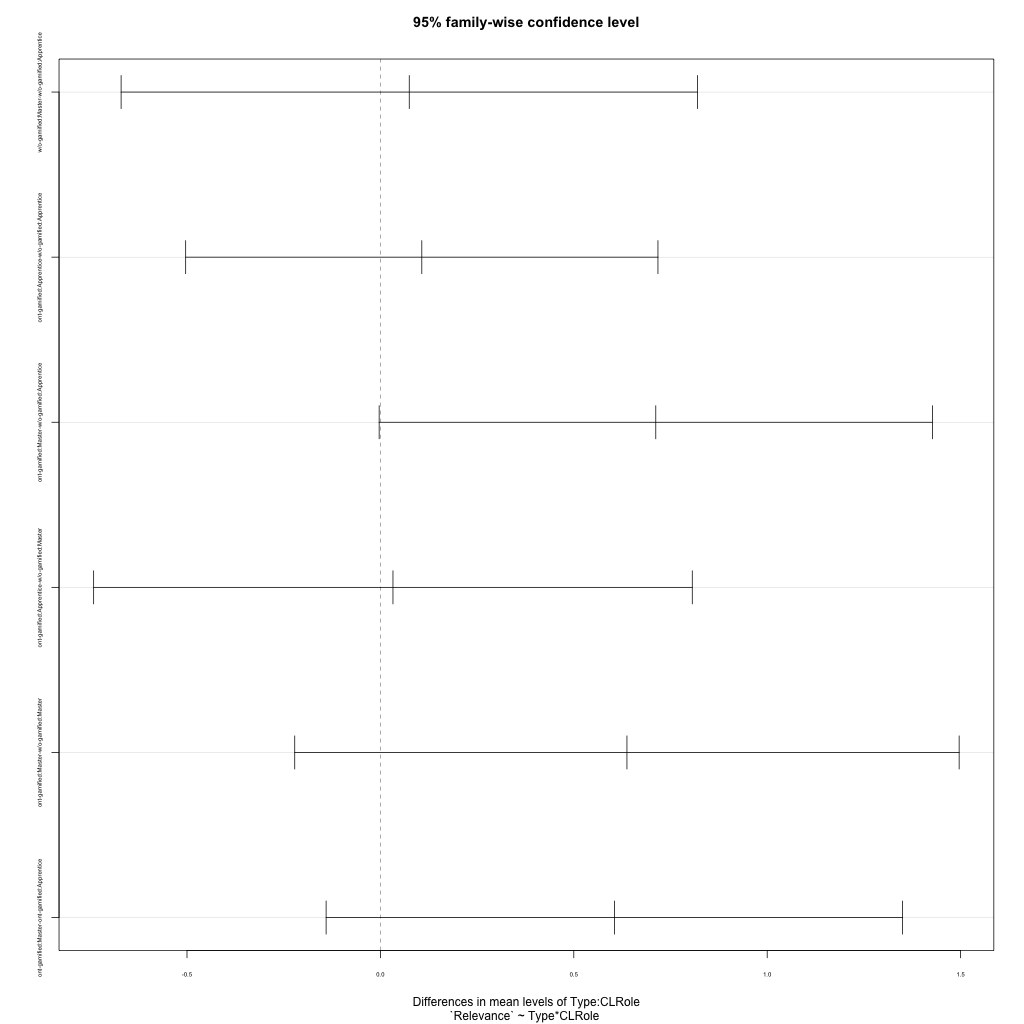 95% family-wise confidence level
w/o-gamified:Master-w/o-gamified:Apprentice
ont-gamified:Apprentice-w/o-gamified:Apprentice
ont-gamified:Master-w/o-gamified:Apprentice
ont-gamified:Apprentice-w/o-gamified:Master
ont-gamified:Master-w/o-gamified:Master
ont-gamified:Master-ont-gamified:Apprentice
-0.5 0.0 0.5 1.0 1.5
Differences in mean levels of Type:CLRole
`Relevance` ~ Type*CLRole